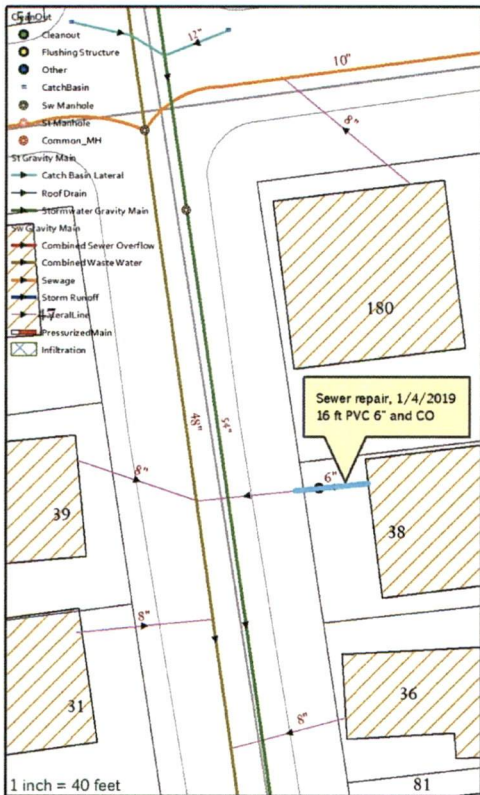 CleanOut
Cleanout
Flushing Structure
Other
CatchBasin
Sw Manhole
St Manhole
Common_MH
St Gravity Main
Catch Basin Lateral
Roof Drain
Stormwater Gravity Main
Sw Gravity Main
Combined Sewer Overflow
Combined Waste Water
Sewage
Storm Runoff
LateralLine
PressurizedMain
Infiltration
12"
10"
8"
180
47
Sewer repair, 1/4/2019
16 ft PVC 6" and CO
48"
54"
8"
6"
39
38
8"
31
36
8"
1 inch = 40 feet
81